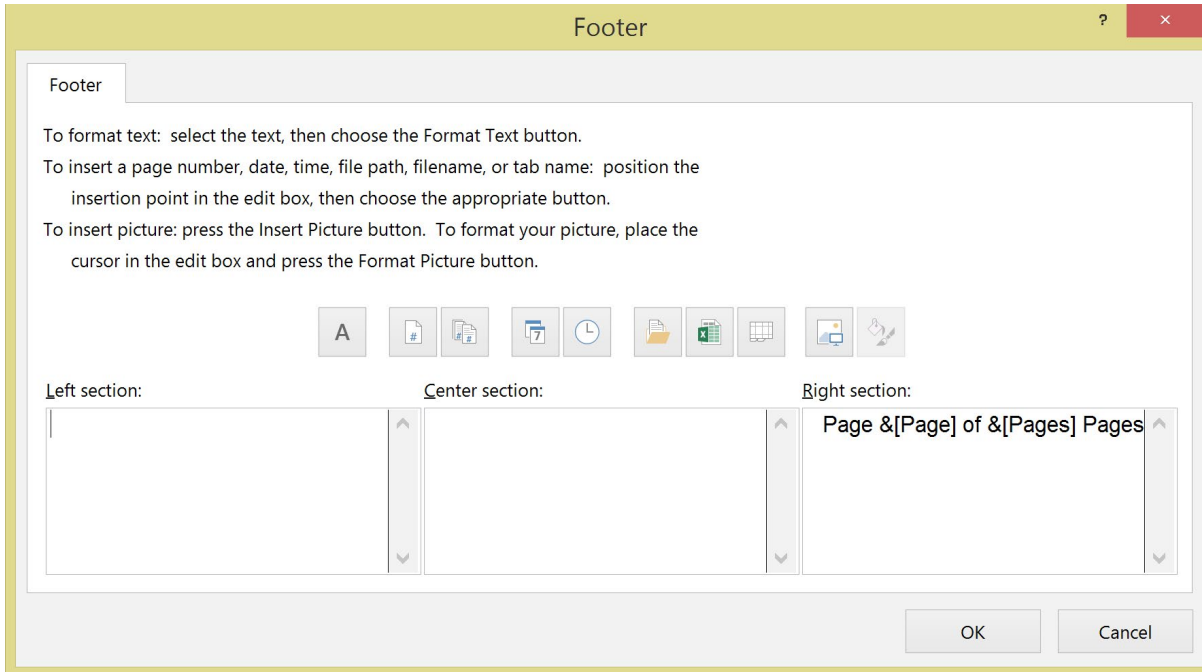 Footer
?
×
Footer
To format text:  select the text, then choose the Format Text button.
To insert a page number, date, time, file path, filename, or tab name:  position the
insertion point in the edit box, then choose the appropriate button.
To insert picture: press the Insert Picture button.  To format your picture, place the
cursor in the edit box and press the Format Picture button.
A # # # 7 X
Left section: Center section: Right section:
Page &[Page] of &[Pages] Pages
OK Cancel